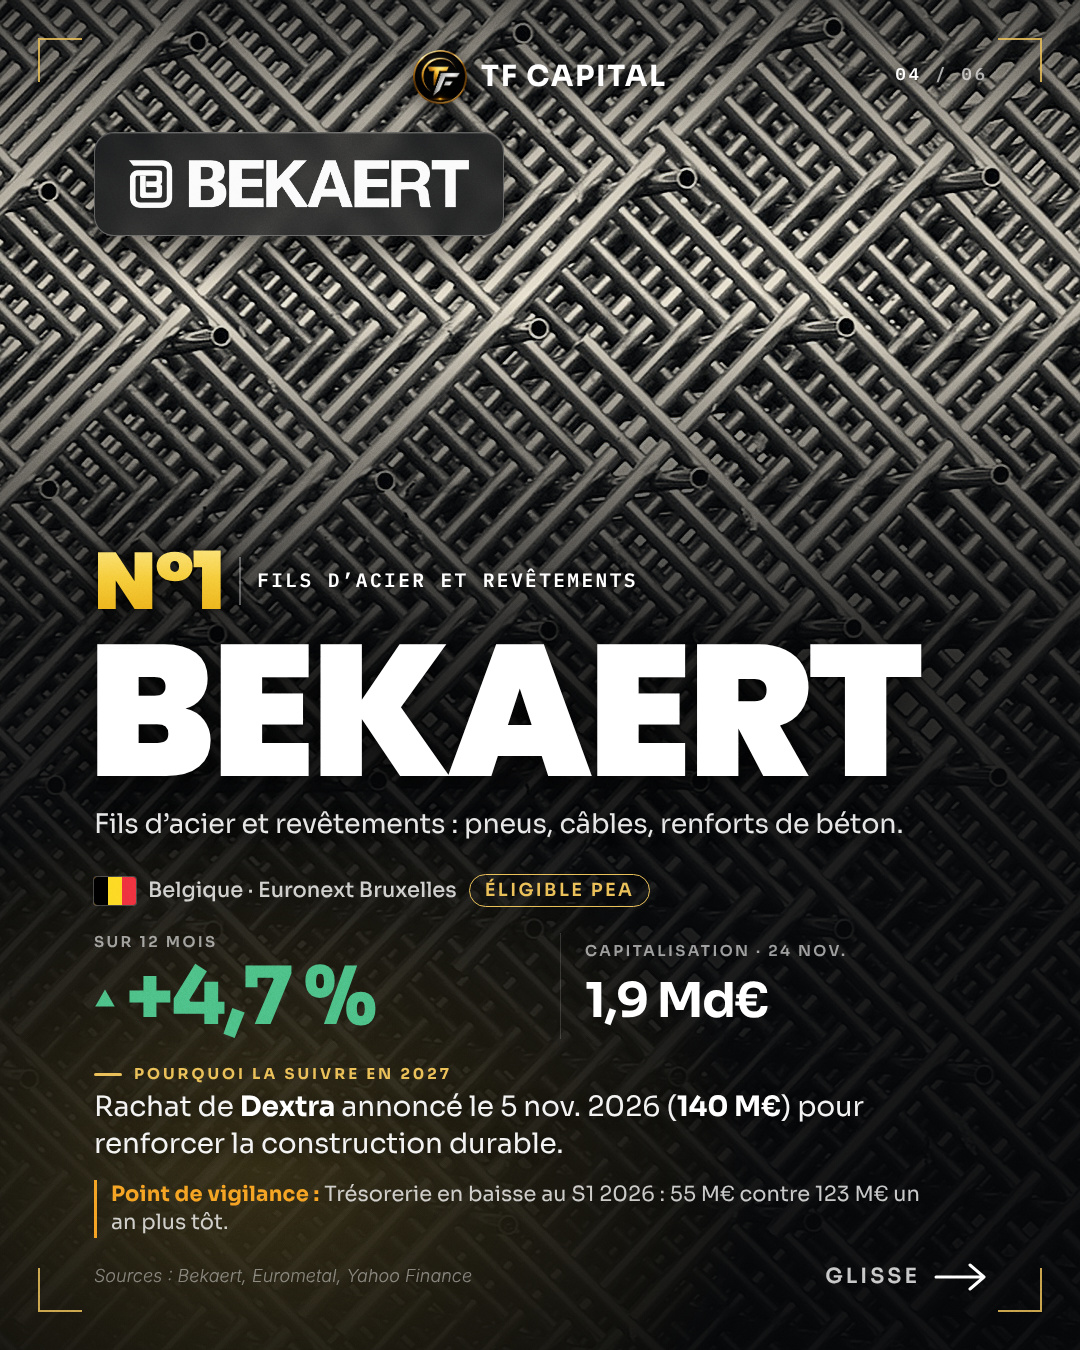 TF CAPITAL
04 / 06
BEKAERT
Nº1
FILS D’ACIER ET REVÊTEMENTS
BEKAERT
Fils d’acier et revêtements : pneus, câbles, renforts de béton.
Belgique · Euronext Bruxelles
ÉLIGIBLE PEA
SUR 12 MOIS
▲ +4,7 %
CAPITALISATION · 24 NOV.
1,9 Md€
POURQUOI LA SUIVRE EN 2027
Rachat de Dextra annoncé le 5 nov. 2026 (140 M€) pour
renforcer la construction durable.
Point de vigilance : Trésorerie en baisse au S1 2026 : 55 M€ contre 123 M€ un
an plus tôt.
Sources : Bekaert, Eurometal, Yahoo Finance
GLISSE →